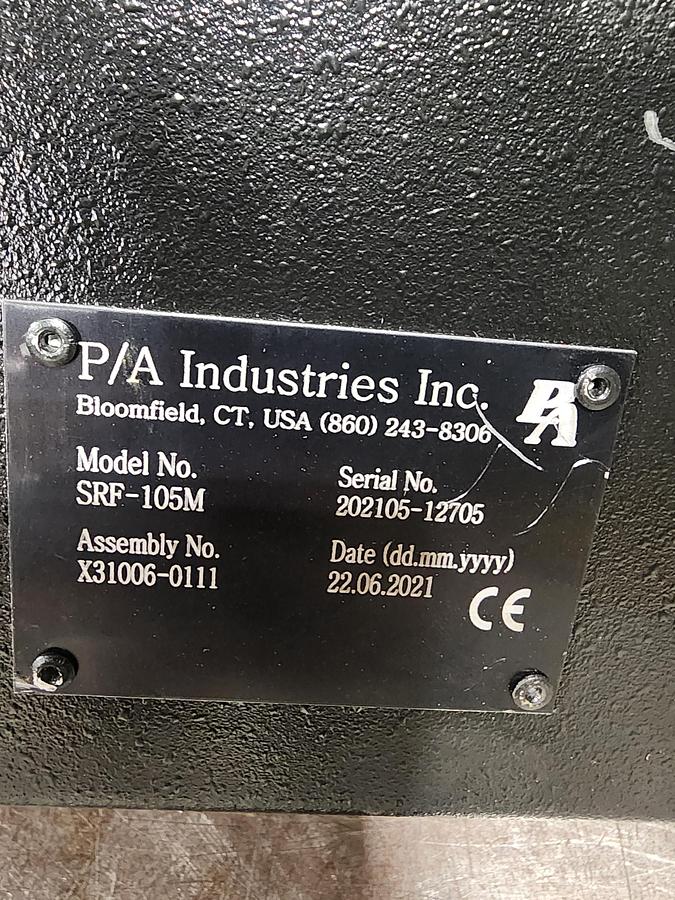 P/A Industries Inc.
PA
Bloomfield, CT, USA (860) 243-8306
Model No.
SRF-105M
Serial No.
202105-12705
Assembly No.
X31006-0111
Date (dd.mm.yyyy)
22.06.2021
CE